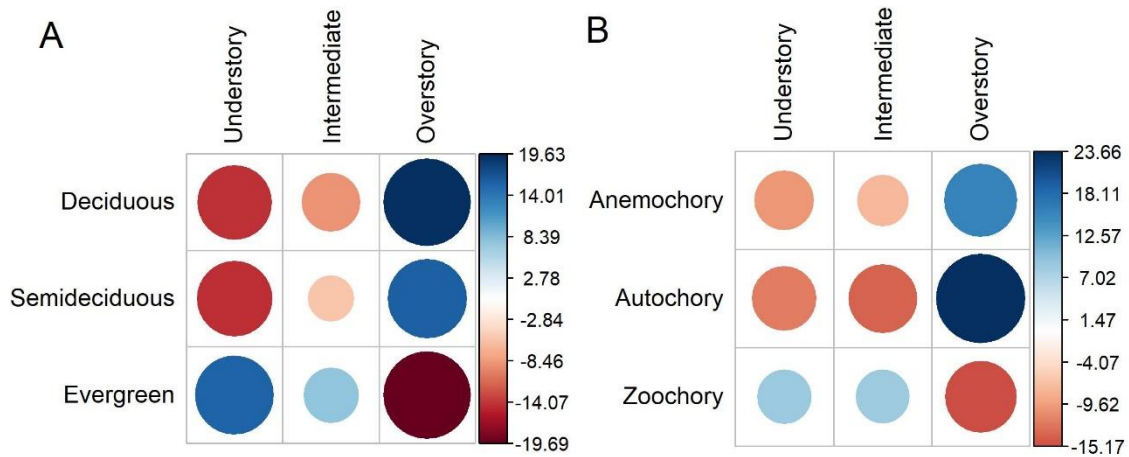 A
Understory
Intermediate
Overstory
Deciduous
Semideciduous
Evergreen
19.63
14.01
8.39
2.78
-2.84
-8.46
-14.07
-19.69
B
Understory
Intermediate
Overstory
Anemochory
Autochory
Zoochory
23.66
18.11
12.57
7.02
1.47
-4.07
-9.62
-15.17